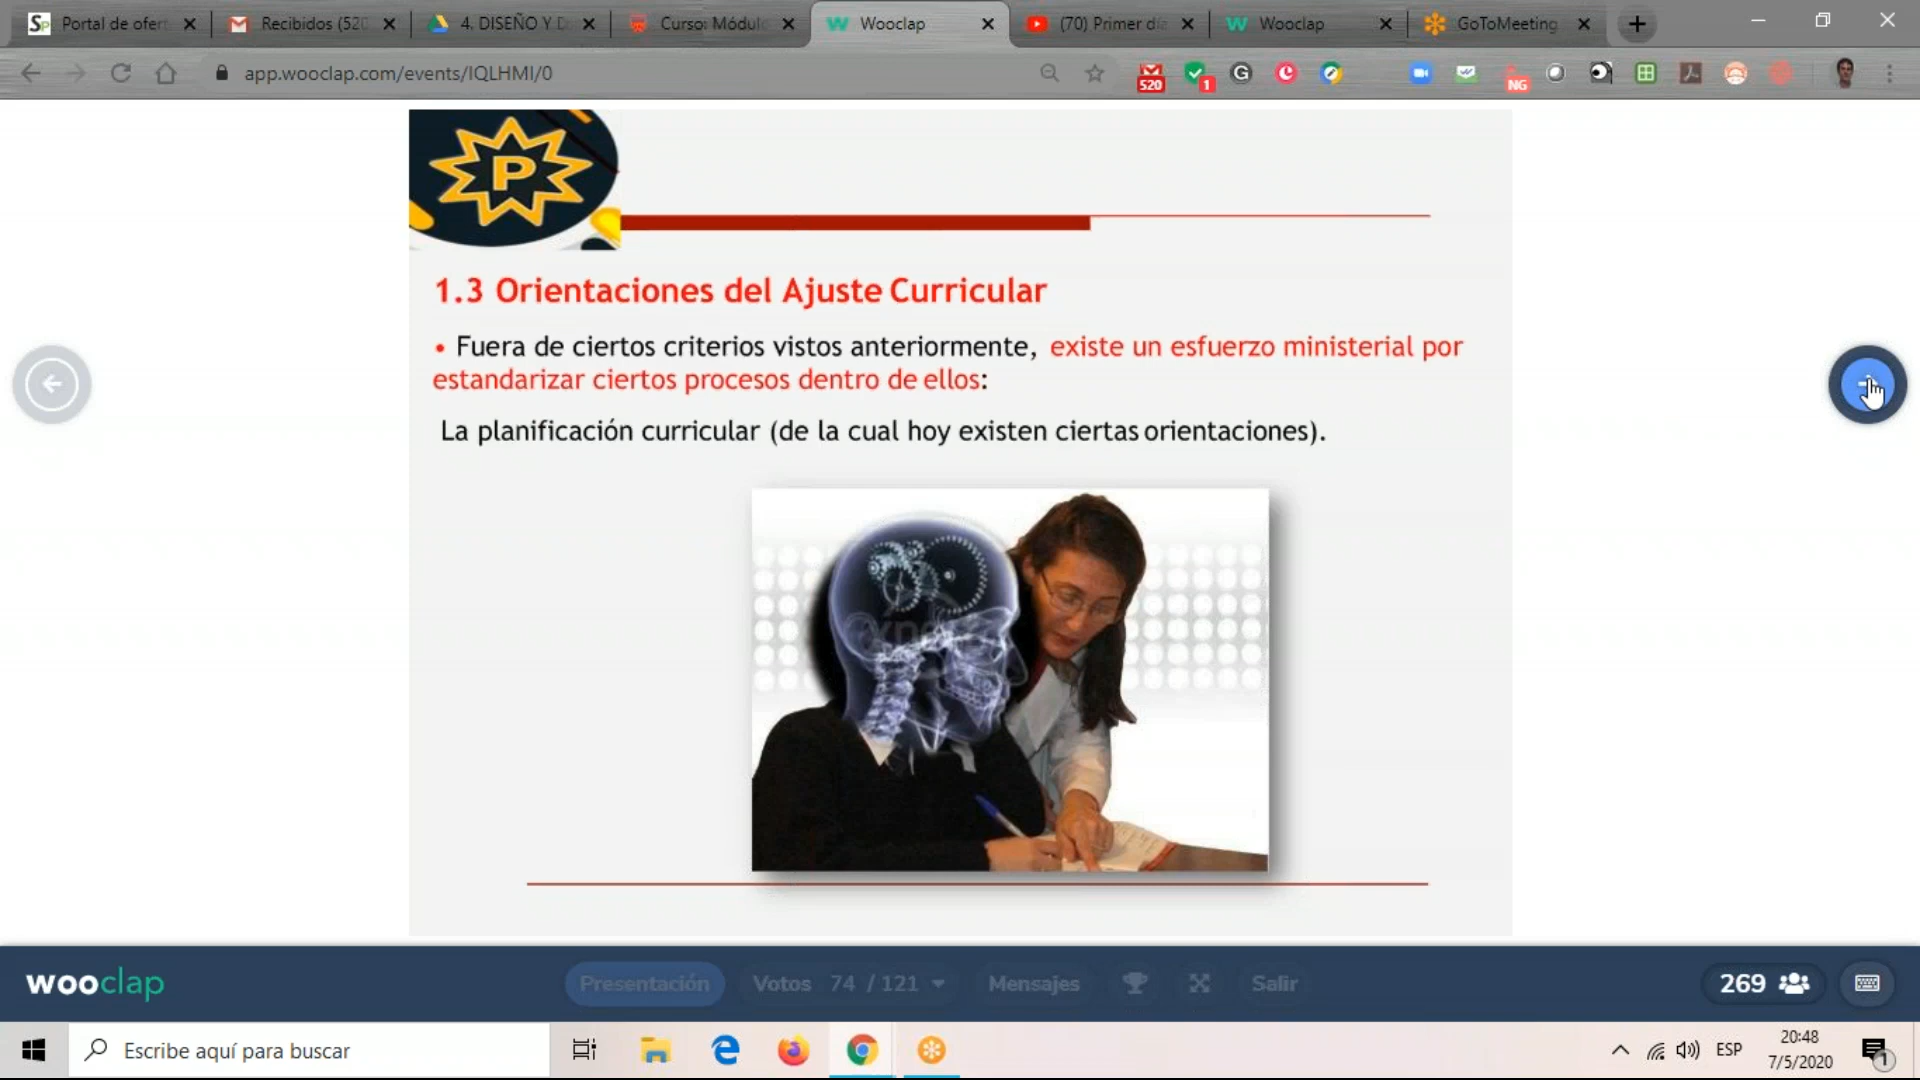 Portal de ofert
Recibidos (520
4. DISEÑO Y D
Curso: Módulo
Wooclap
(70) Primer día
Wooclap
GoToMeeting
app.wooclap.com/events/IQLHMI/0
520
1
NG
P
1.3 Orientaciones del Ajuste Curricular
• Fuera de ciertos criterios vistos anteriormente, existe un esfuerzo ministerial por
estandarizar ciertos procesos dentro de ellos:
La planificación curricular (de la cual hoy existen ciertas orientaciones).
wooclap
Presentación
Votos 74 / 121
Mensajes
Salir
269
Escribe aquí para buscar
ESP
20:48
7/5/2020
1